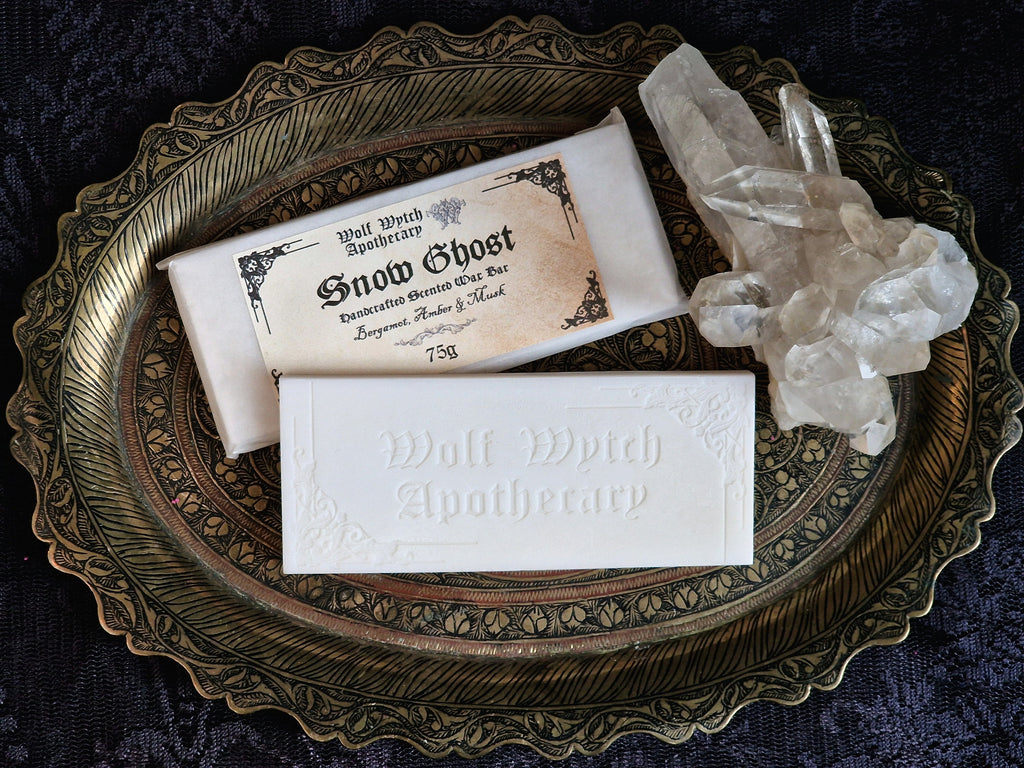 Wolf Wytch
Apothecary
Snow Ghost
Handcrafted Scented Wax Bar
Bergamot, Amber & Musk
75g
Wolf Wytch
Apothecary